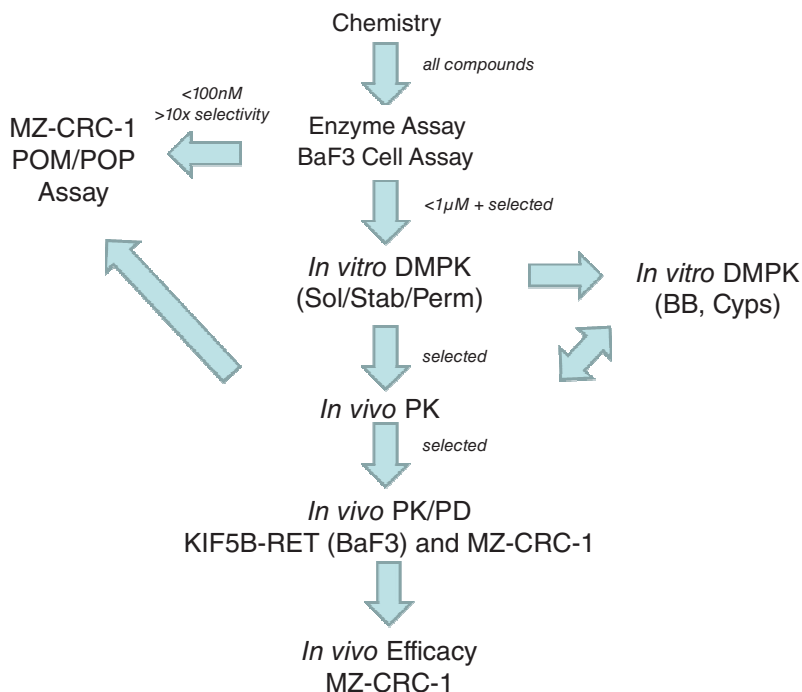 Chemistry
all compounds
<100nM
>10x selectivity
MZ-CRC-1
POM/POP
Assay
Enzyme Assay
BaF3 Cell Assay
<1µM + selected
In vitro DMPK
(Sol/Stab/Perm)
In vitro DMPK
(BB, Cyps)
selected
In vivo PK
selected
In vivo PK/PD
KIF5B-RET (BaF3) and MZ-CRC-1
In vivo Efficacy
MZ-CRC-1